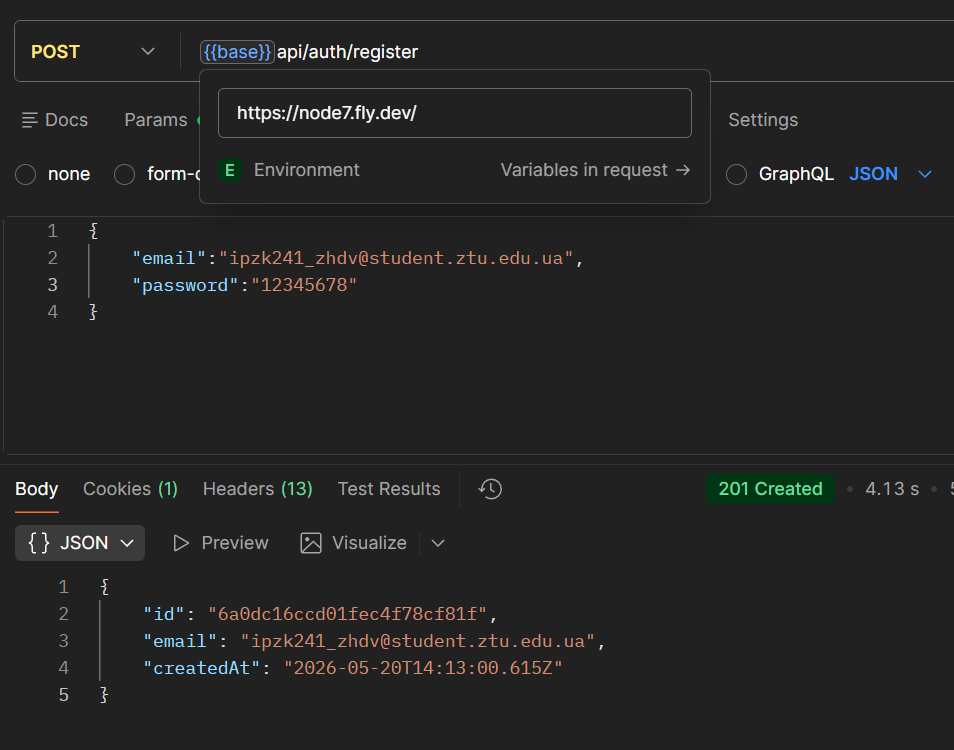 POST {{base}}api/auth/register
https://node7.fly.dev/
Docs Params Settings
E Environment Variables in request →
none form- GraphQL JSON
1 {
2 "email":"ipzk241_zhdv@student.ztu.edu.ua",
3 "password":"12345678"
4 }
Body Cookies (1) Headers (13) Test Results 201 Created • 4.13 s •
{} JSON Preview Visualize
1 {
2 "id": "6a0dc16ccd01fec4f78cf81f",
3 "email": "ipzk241_zhdv@student.ztu.edu.ua",
4 "createdAt": "2026-05-20T14:13:00.615Z"
5 }